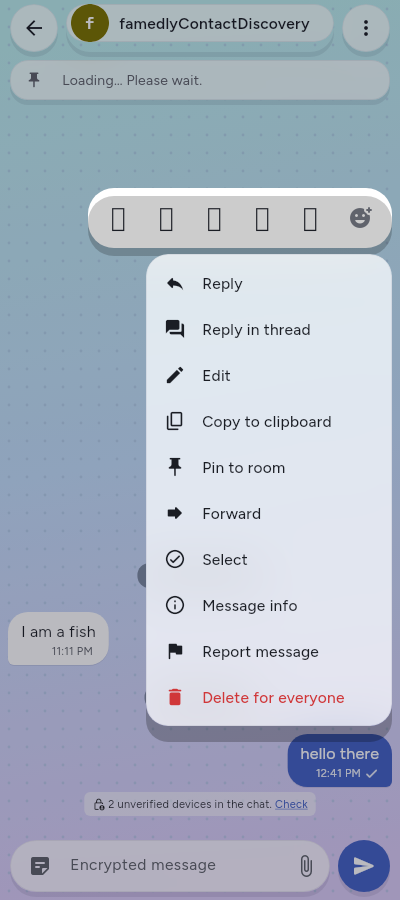 f
famedlyContactDiscovery
Loading... Please wait.
Reply
Reply in thread
Edit
Copy to clipboard
Pin to room
Forward
Select
Message info
Report message
Delete for everyone
I am a fish
11:11 PM
hello there
12:41 PM
2 unverified devices in the chat. Check
Encrypted message